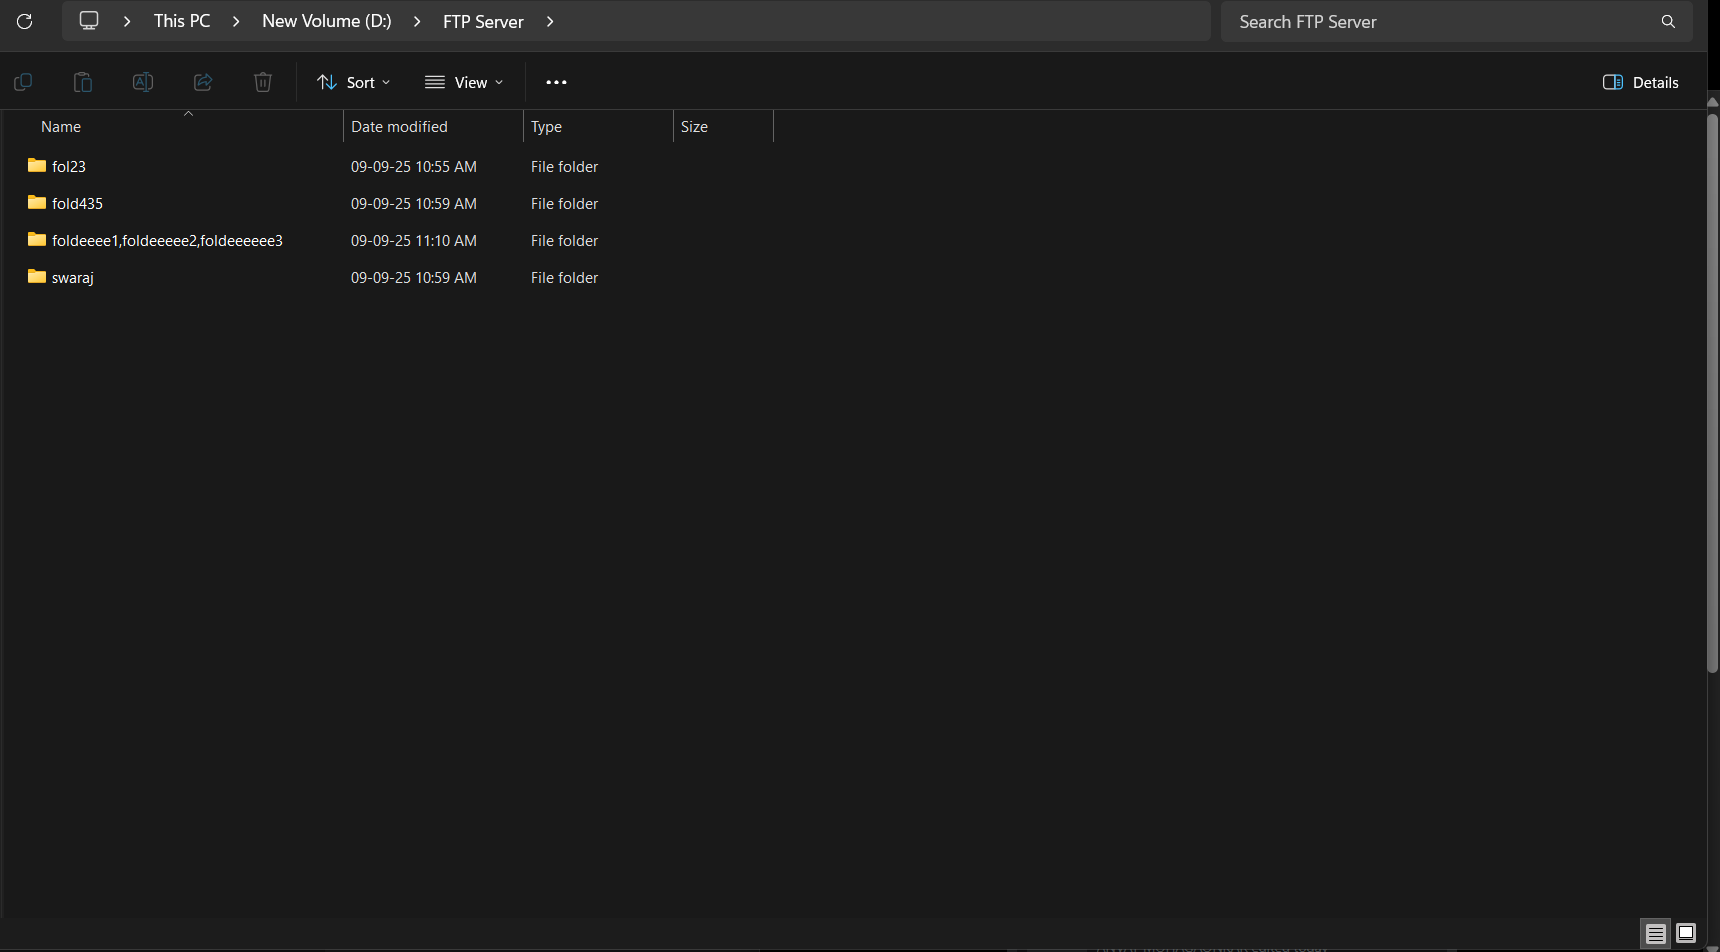 This PC > New Volume (D:) > FTP Server >
Search FTP Server
Sort View ••• Details
Name Date modified Type Size
fol23 09-09-25 10:55 AM File folder
fold435 09-09-25 10:59 AM File folder
foldeeee1,foldeeeee2,foldeeeeee3 09-09-25 11:10 AM File folder
swaraj 09-09-25 10:59 AM File folder